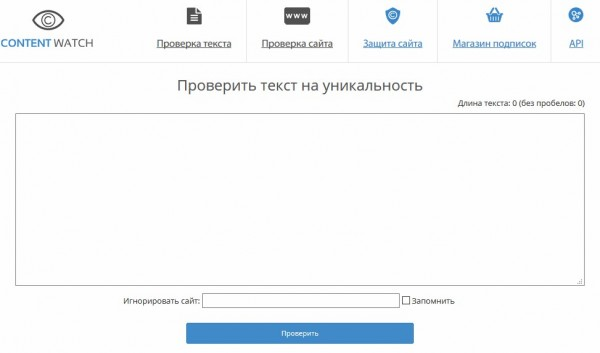 www
CONTENT WATCH
Проверка текста
Проверка сайта
Защита сайта
Магазин подписок
API
Проверить текст на уникальность
Длина текста: 0 (без пробелов: 0)
Игнорировать сайт: Запомнить
Проверить